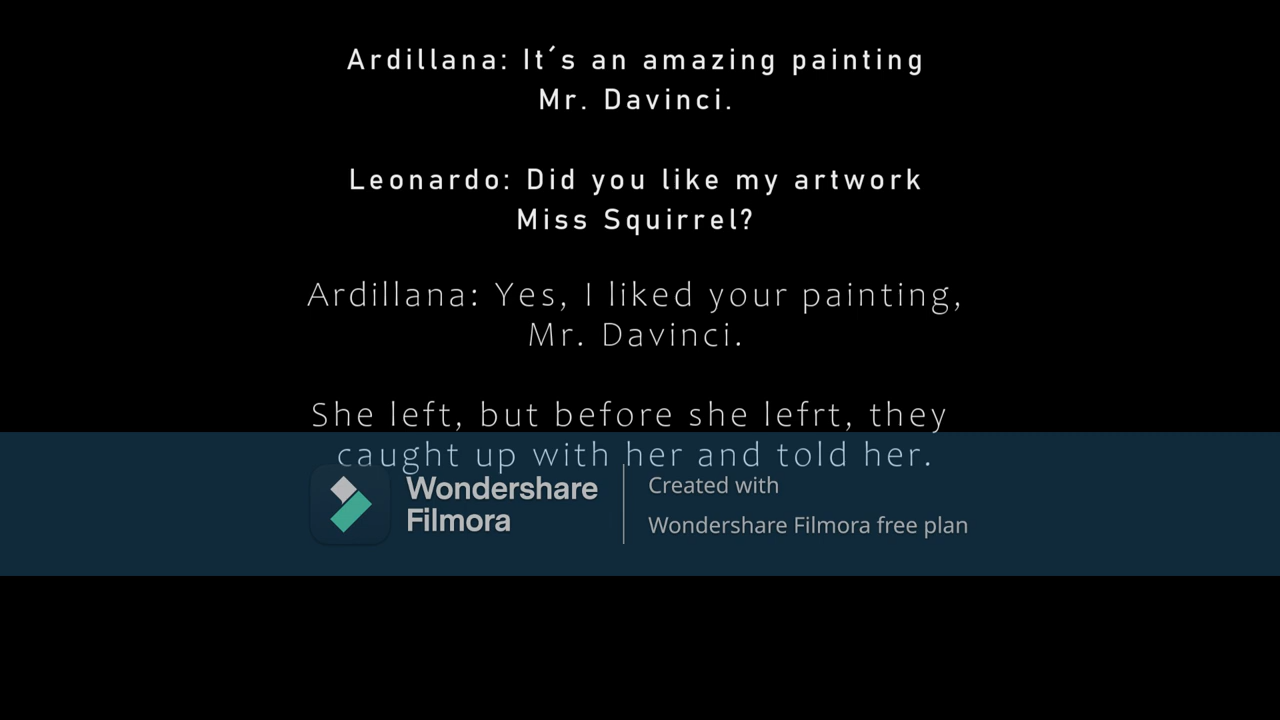 Ardillana: It´s an amazing painting
Mr. Davinci.
Leonardo: Did you like my artwork
Miss Squirrel?
Ardillana: Yes, I liked your painting,
Mr. Davinci.
She left, but before she lefrt, they
caught up with her and told her.
Wondershare
Filmora
Created with
Wondershare Filmora free plan